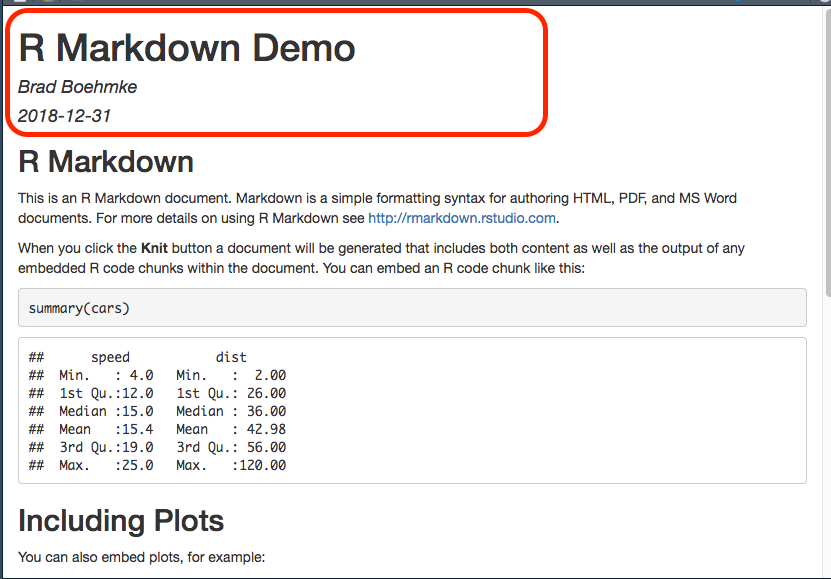 R Markdown Demo
Brad Boehmke
2018-12-31
R Markdown
This is an R Markdown document. Markdown is a simple formatting syntax for authoring HTML, PDF, and MS Word
documents. For more details on using R Markdown see http://rmarkdown.rstudio.com.
When you click the Knit button a document will be generated that includes both content as well as the output of any
embedded R code chunks within the document. You can embed an R code chunk like this:
summary(cars)
##      speed           dist
##  Min.   : 4.0   Min.   :  2.00
##  1st Qu.:12.0   1st Qu.: 26.00
##  Median :15.0   Median : 36.00
##  Mean   :15.4   Mean   : 42.98
##  3rd Qu.:19.0   3rd Qu.: 56.00
##  Max.   :25.0   Max.   :120.00
Including Plots
You can also embed plots, for example: